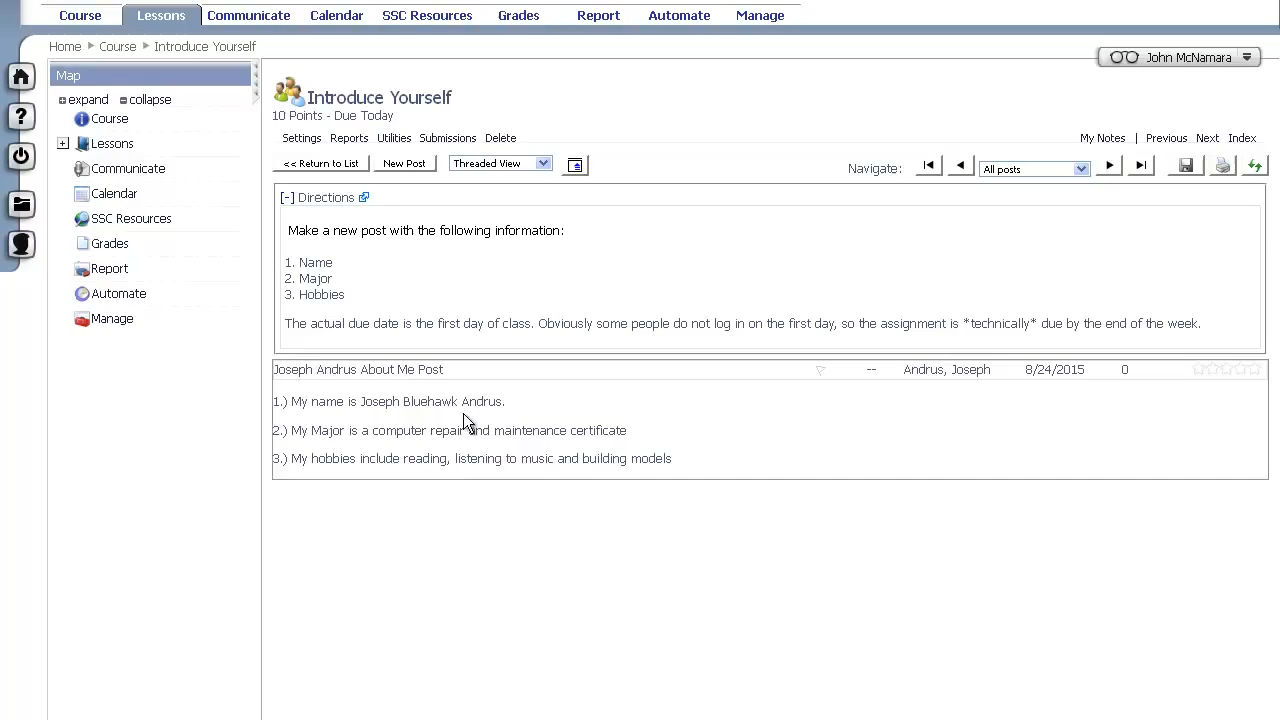 Course Lessons Communicate Calendar SSC Resources Grades Report Automate Manage
Home Course Introduce Yourself
John McNamara
Map
expand collapse
Course
Lessons
Communicate
Calendar
SSC Resources
Grades
Report
Automate
Manage
Introduce Yourself
10 Points - Due Today
Settings Reports Utilities Submissions Delete
My Notes | Previous Next Index
<< Return to List New Post Threaded View
Navigate: All posts
[-] Directions
Make a new post with the following information:
1. Name
2. Major
3. Hobbies
The actual due date is the first day of class. Obviously some people do not log in on the first day, so the assignment is *technically* due by the end of the week.
Joseph Andrus About Me Post -- Andrus, Joseph 8/24/2015 0
1.) My name is Joseph Bluehawk Andrus.
2.) My Major is a computer repair and maintenance certificate
3.) My hobbies include reading, listening to music and building models